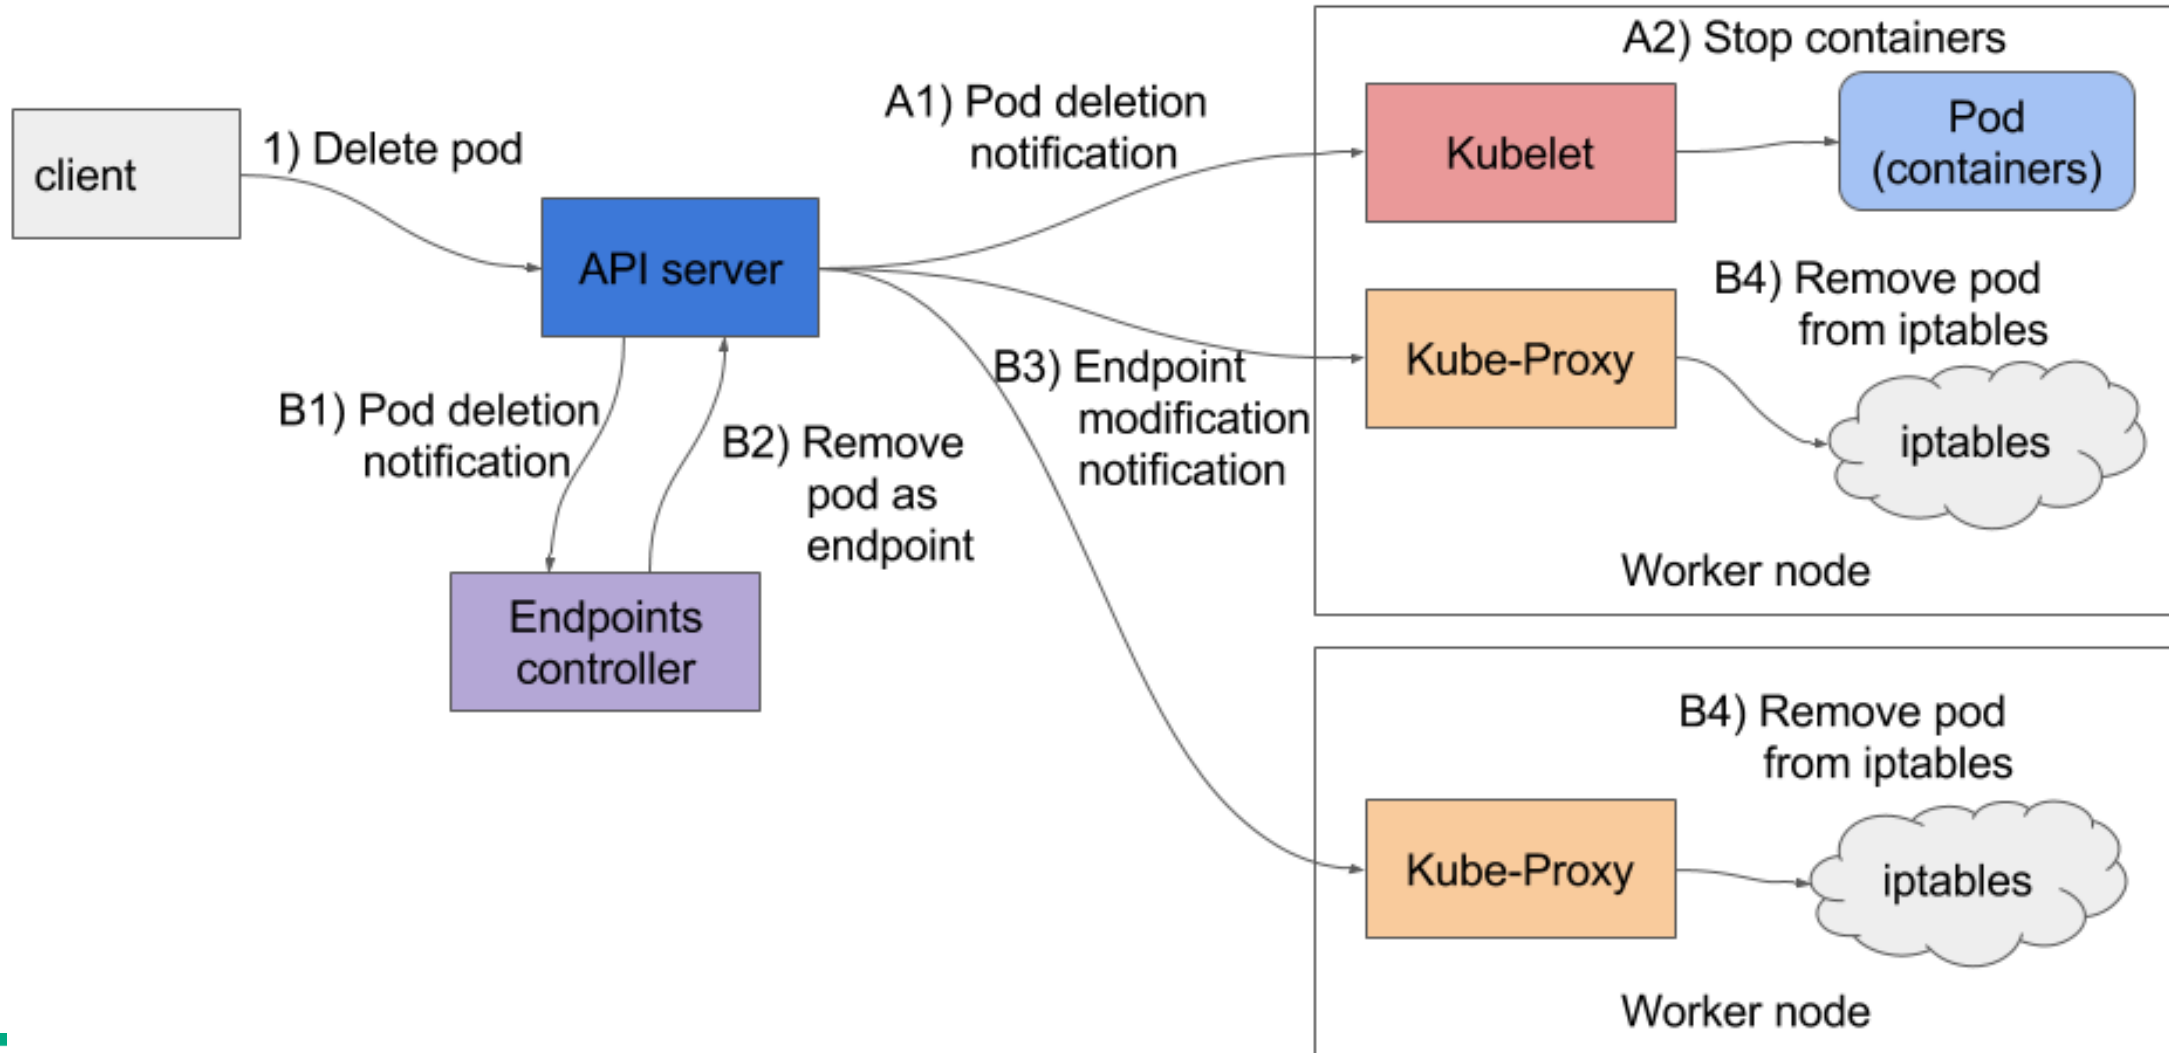 client
1) Delete pod
API server
A1) Pod deletion
notification
B1) Pod deletion
notification
B2) Remove
pod as
endpoint
Endpoints
controller
B3) Endpoint
modification
notification
A2) Stop containers
Kubelet
Pod
(containers)
Kube-Proxy
B4) Remove pod
from iptables
iptables
Worker node
B4) Remove pod
from iptables
Kube-Proxy
iptables
Worker node